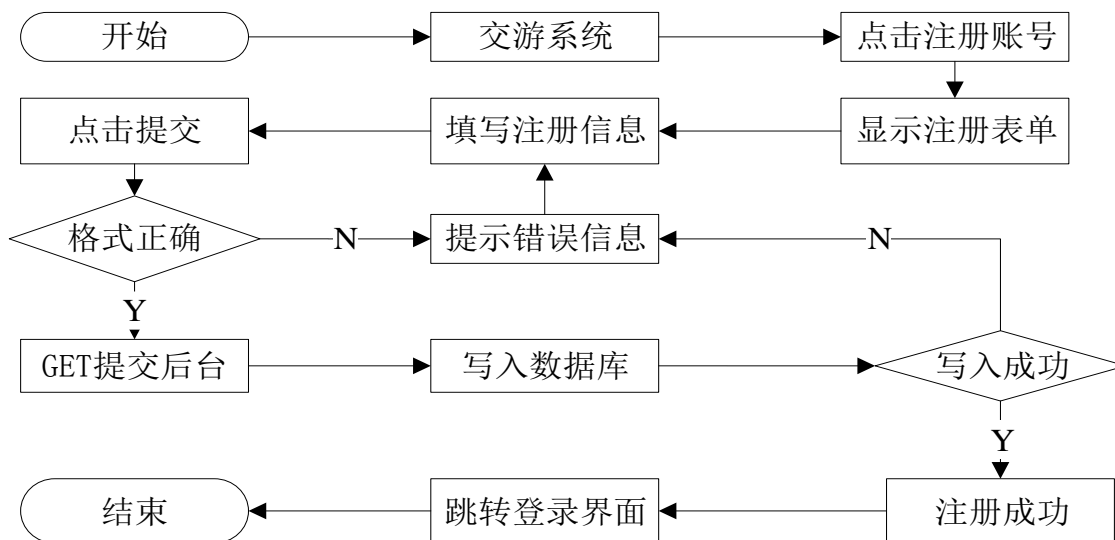 开始
交游系统
点击注册账号
点击提交
填写注册信息
显示注册表单
格式正确
N
提示错误信息
N
Y
GET提交后台
写入数据库
写入成功
Y
结束
跳转登录界面
注册成功